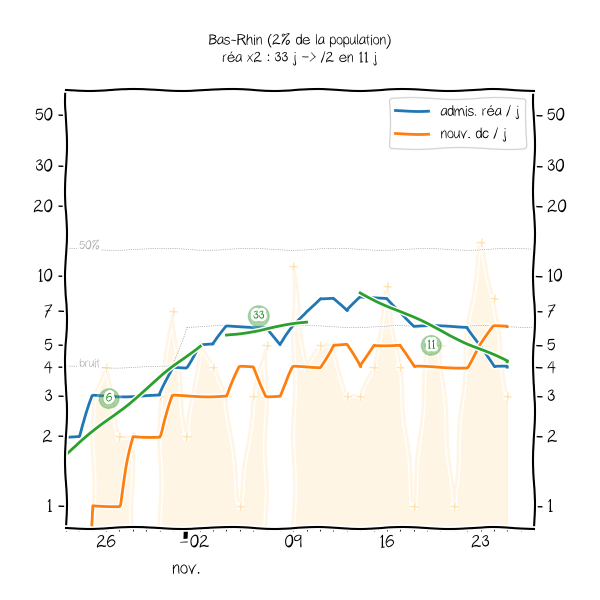 Bas-Rhin (2% de la population)
réa x2 : 33 j -> /2 en 11 j
admis. réa / j
nouv. dc / j
50 50
30 30
20 20
50%
10 10
7 7
33
5 11 5
4 bruit 4
3 6 3
2 2
1 1
26 02 09 16 23
nov.